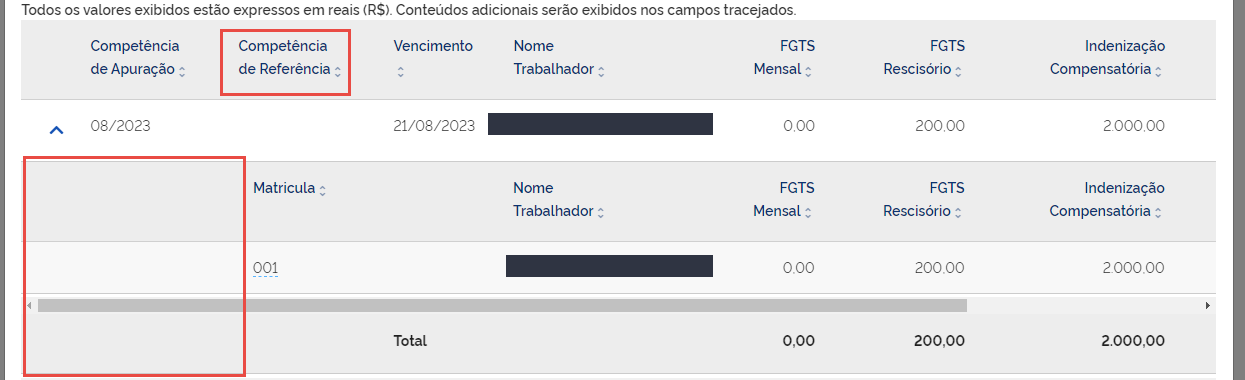 Todos os valores exibidos estão expressos em reais (R$). Conteúdos adicionais serão exibidos nos campos tracejados.
Competência de Apuração Competência de Referência Vencimento Nome Trabalhador FGTS Mensal FGTS Rescisório Indenização Compensatória
08/2023 21/08/2023 0,00 200,00 2.000,00
Matricula Nome Trabalhador FGTS Mensal FGTS Rescisório Indenização Compensatória
001 0,00 200,00 2.000,00
Total 0,00 200,00 2.000,00